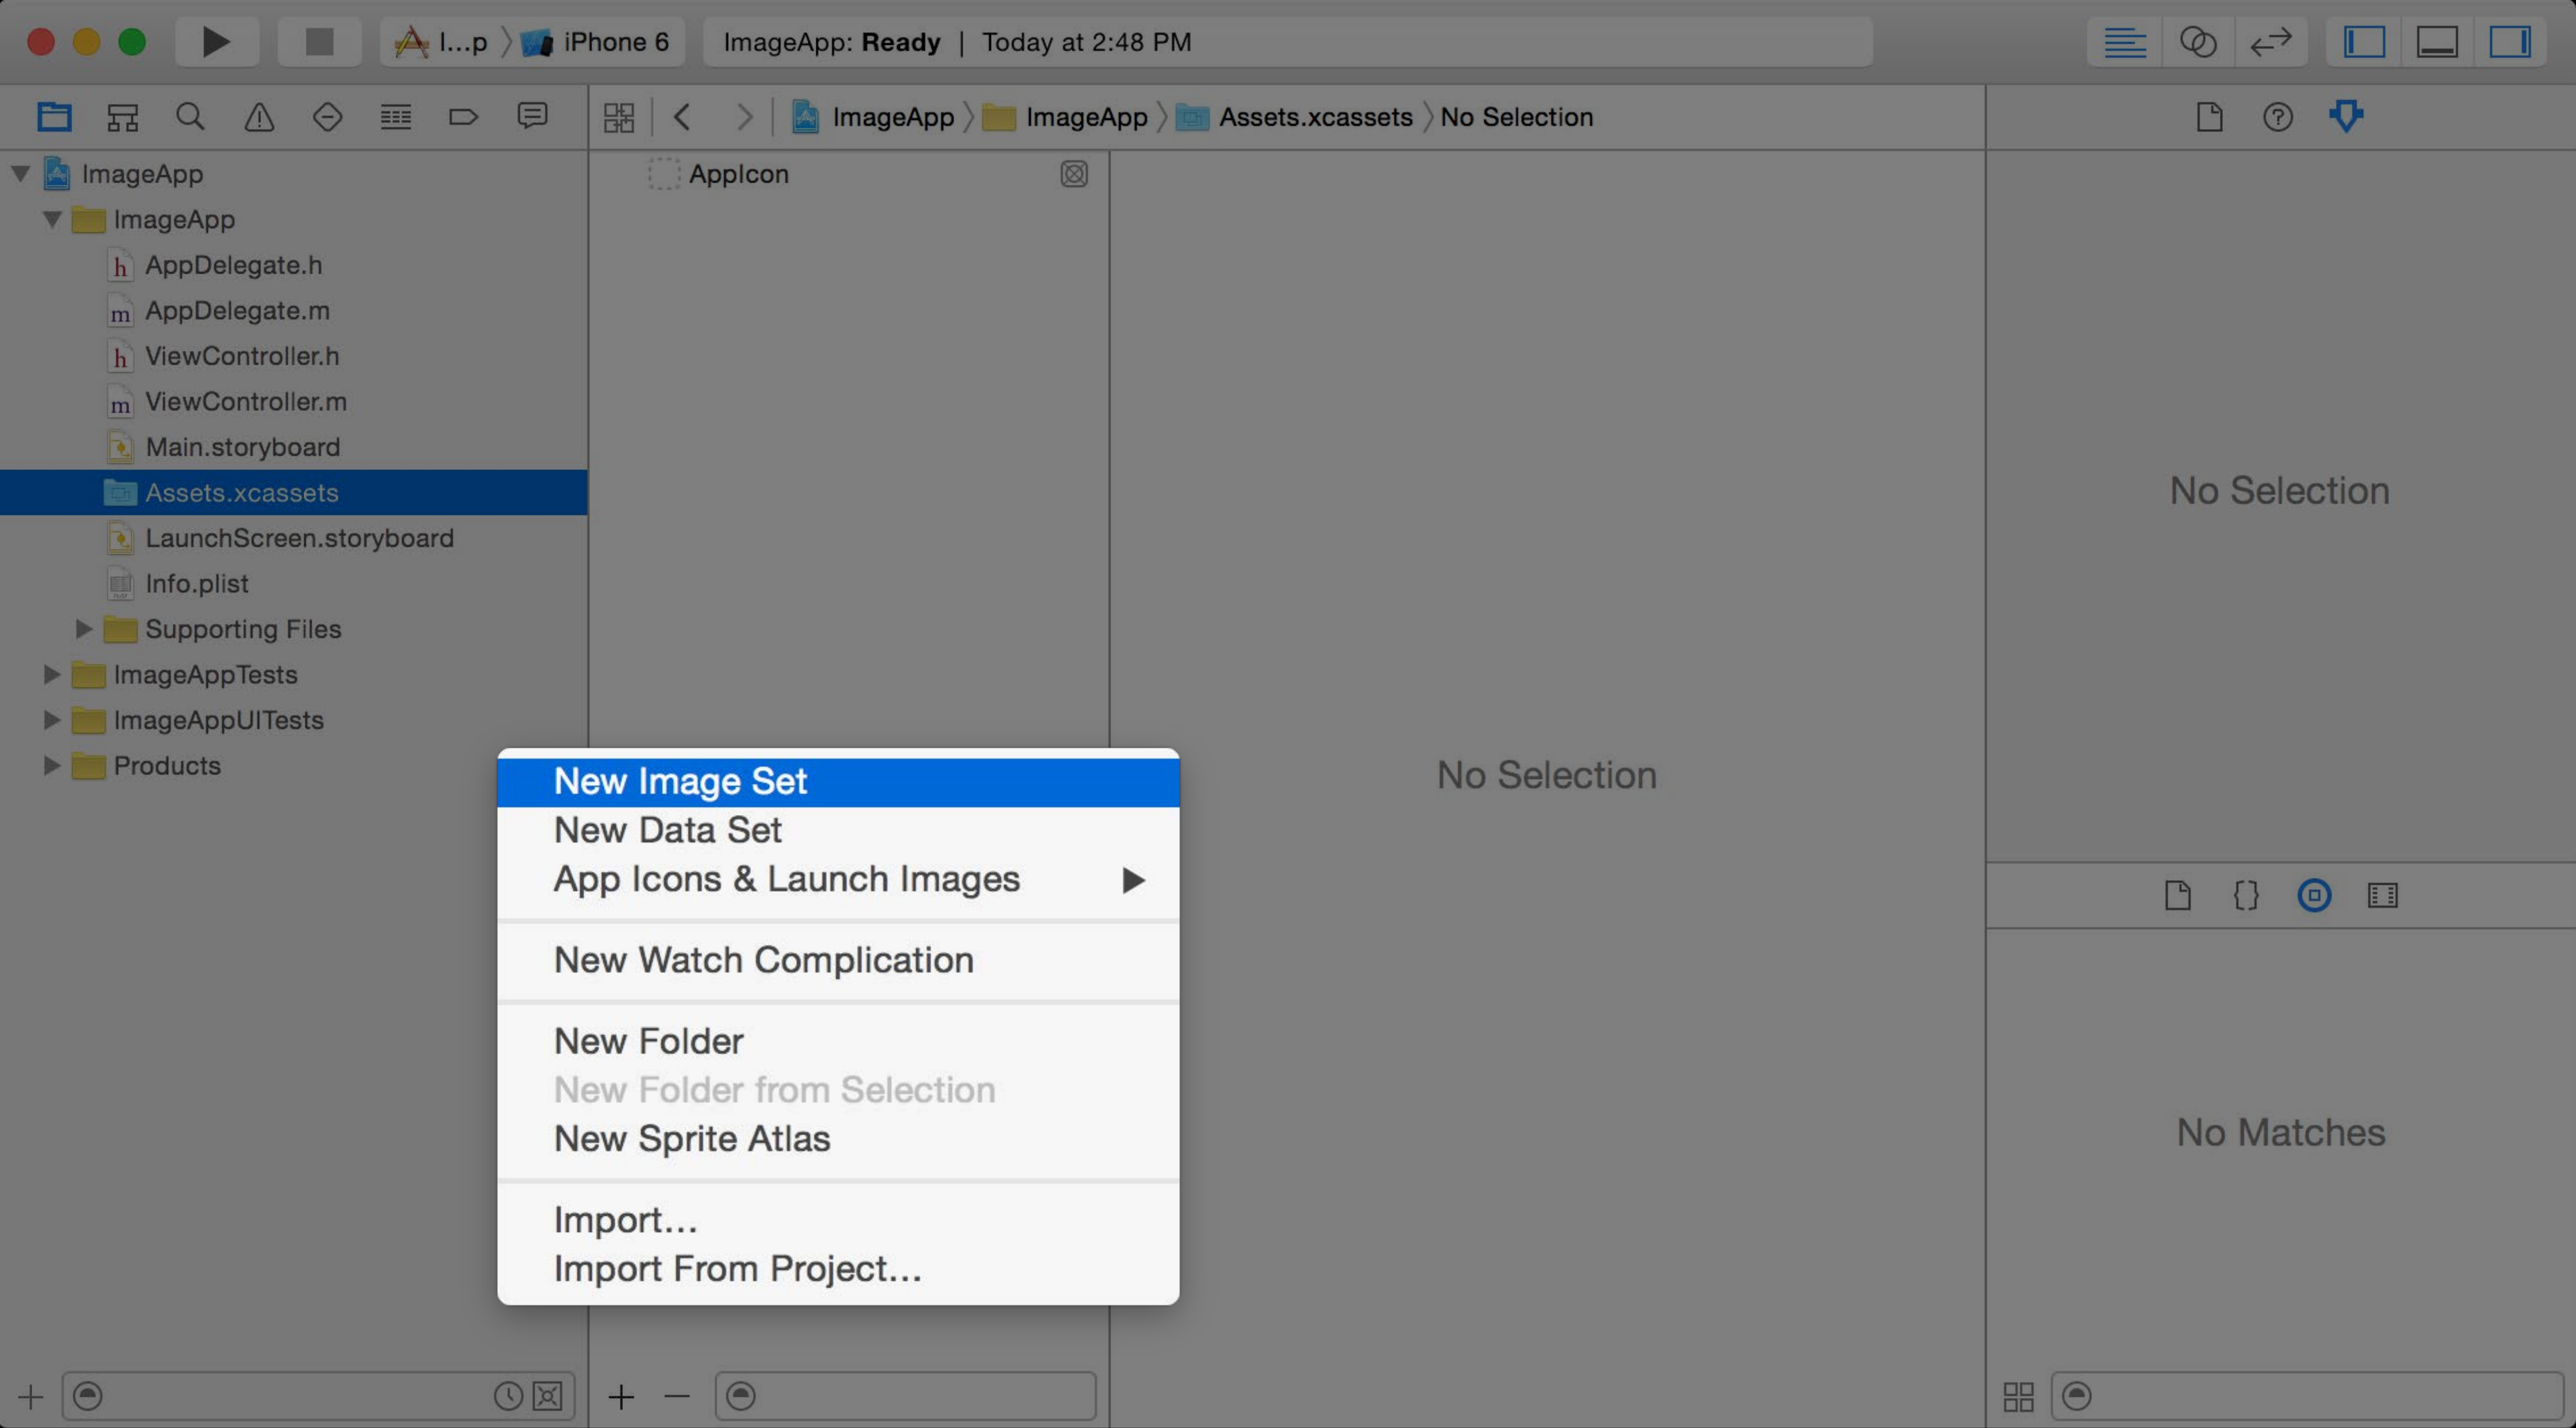 I...p
iPhone 6
ImageApp: Ready | Today at 2:48 PM
ImageApp
ImageApp
Assets.xcassets
No Selection
ImageApp
ImageApp
h AppDelegate.h
m AppDelegate.m
h ViewController.h
m ViewController.m
Main.storyboard
Assets.xcassets
LaunchScreen.storyboard
Info.plist
Supporting Files
ImageAppTests
ImageAppUITests
Products
AppIcon
New Image Set
New Data Set
App Icons & Launch Images
New Watch Complication
New Folder
New Folder from Selection
New Sprite Atlas
Import...
Import From Project...
No Selection
No Selection
No Matches